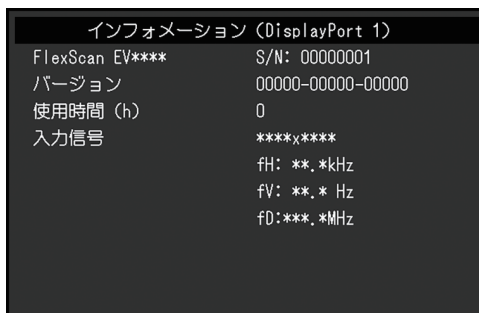 インフォメーション (DisplayPort 1)
FlexScan EV**** S/N: 00000001
バージョン 00000-00000-00000
使用時間 (h) 0
入力信号 ****x****
fH: **.*kHz
fV: **.* Hz
fD:***.*MHz